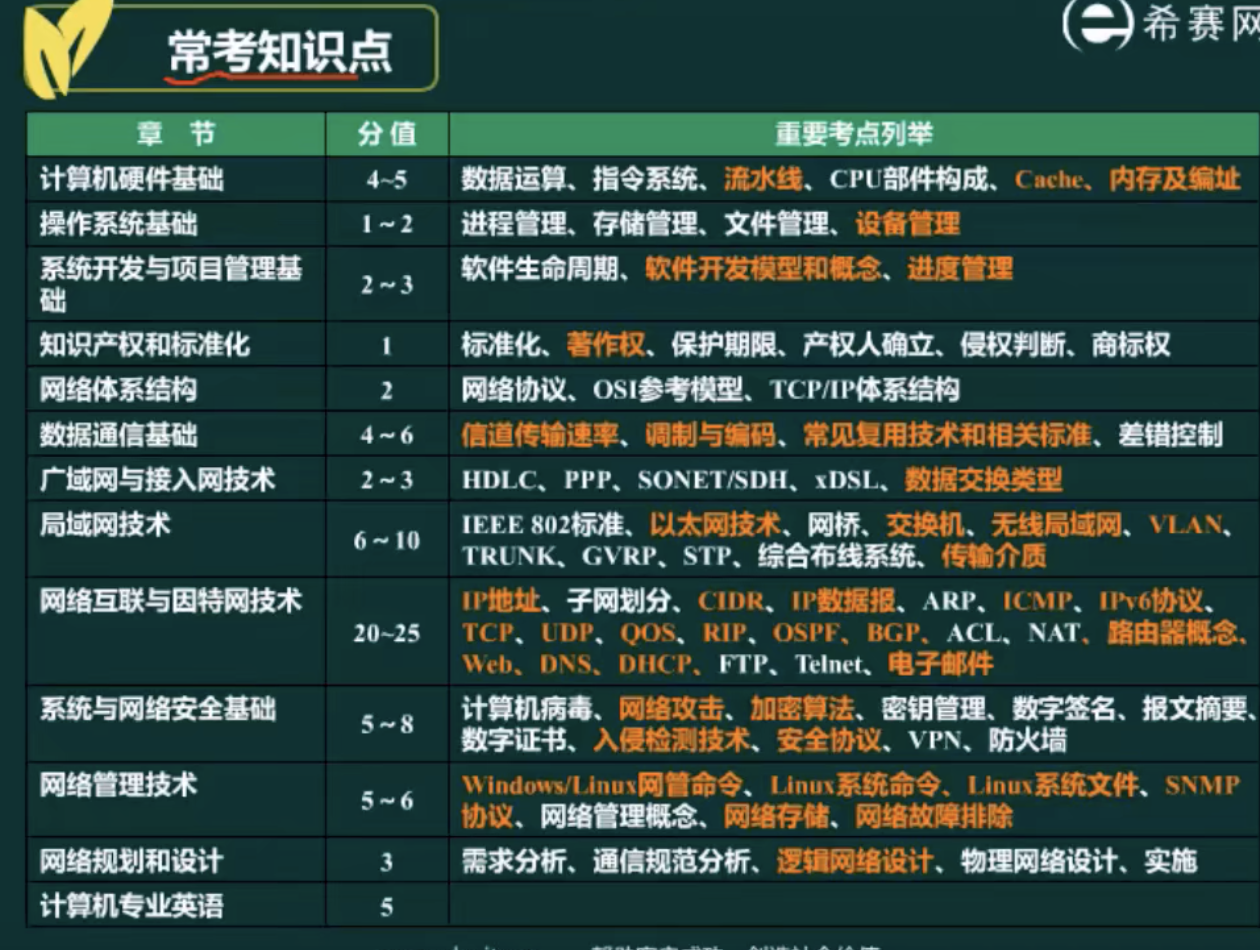 常考知识点
希赛网
章 节 分 值 重要考点列举
计算机硬件基础 4~5 数据运算、指令系统、流水线、CPU部件构成、Cache、内存及编址
操作系统基础 1~2 进程管理、存储管理、文件管理、设备管理
系统开发与项目管理基
础 2~3 软件生命周期、软件开发模型和概念、进度管理
知识产权和标准化 1 标准化、著作权、保护期限、产权人确立、侵权判断、商标权
网络体系结构 2 网络协议、OSI参考模型、TCP/IP体系结构
数据通信基础 4~6 信道传输速率、调制与编码、常见复用技术和相关标准、差错控制
广域网与接入网技术 2~3 HDLC、PPP、SONET/SDH、xDSL、数据交换类型
局域网技术 6~10 IEEE 802标准、以太网技术、网桥、交换机、无线局域网、VLAN、
TRUNK、GVRP、STP、综合布线系统、传输介质
网络互联与因特网技术 20~25 IP地址、子网划分、CIDR、IP数据报、ARP、ICMP、IPv6协议、
TCP、UDP、QOS、RIP、OSPF、BGP、ACL、NAT、路由器概念、
Web、DNS、DHCP、FTP、Telnet、电子邮件
系统与网络安全基础 5~8 计算机病毒、网络攻击、加密算法、密钥管理、数字签名、报文摘要、
数字证书、入侵检测技术、安全协议、VPN、防火墙
网络管理技术 5~6 Windows/Linux网管命令、Linux系统命令、Linux系统文件、SNMP
协议、网络管理概念、网络存储、网络故障排除
网络规划和设计 3 需求分析、通信规范分析、逻辑网络设计、物理网络设计、实施
计算机专业英语 5